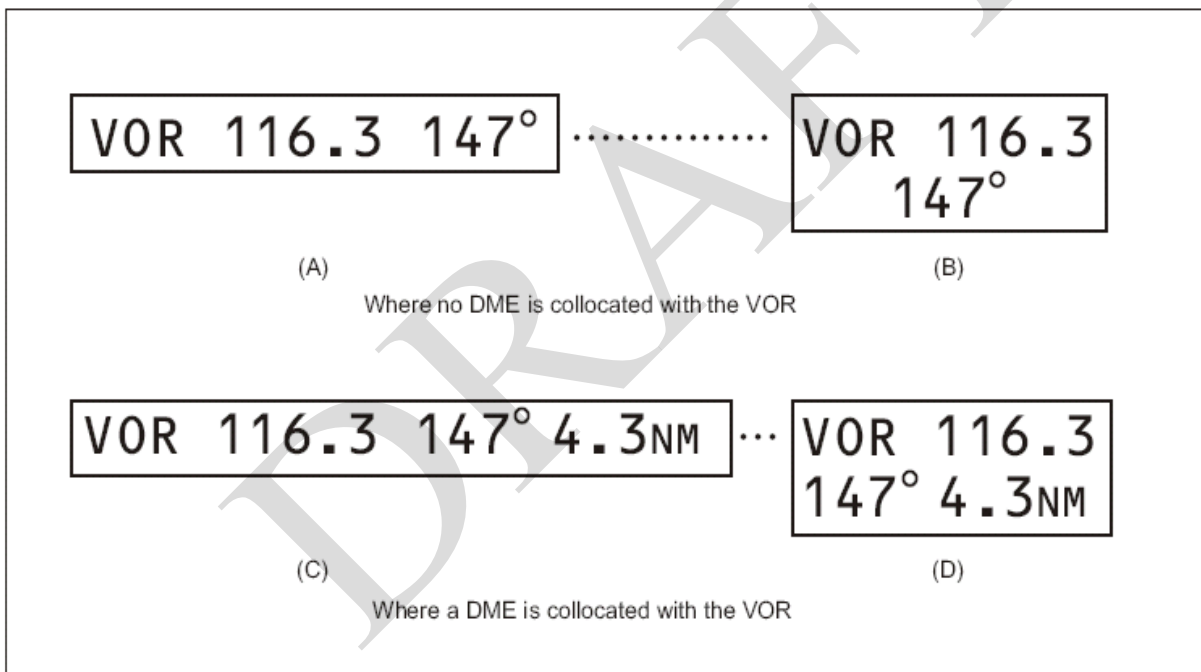 VOR 116.3 147° .............. VOR 116.3
147°
(A) (B)
Where no DME is collocated with the VOR
VOR 116.3 147° 4.3NM ... VOR 116.3
147° 4.3NM
(C) (D)
Where a DME is collocated with the VOR
DRAFT